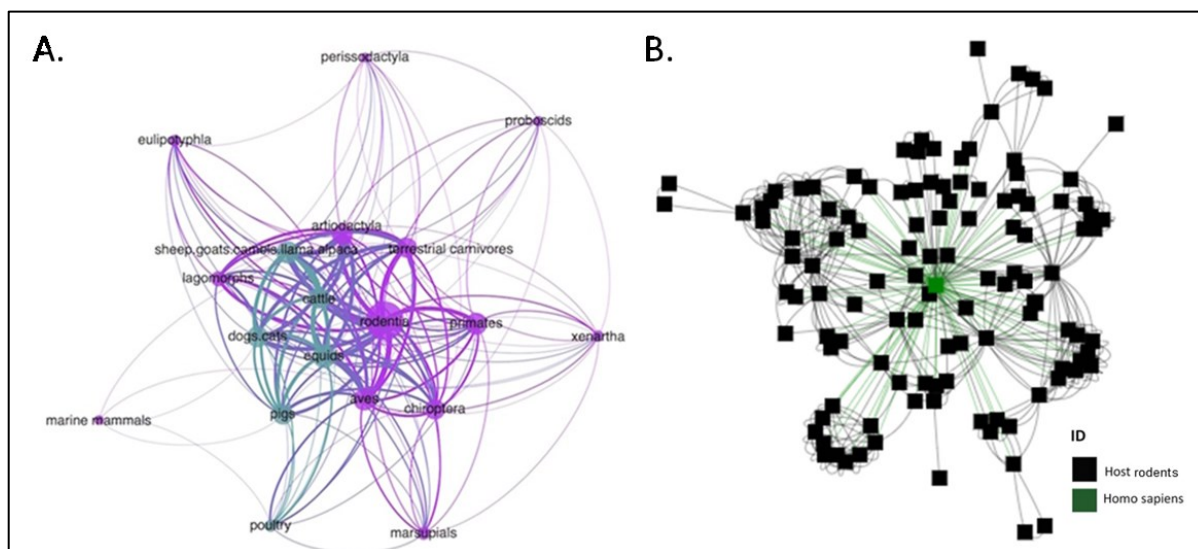 A.
perissodactyla
proboscids
eulipotyphla
artiodactyla
sheep.goats.camels.llama.alpaca
terrestrial carnivores
lagomorphs
cattle
rodentia
primates
dogs.cats
equids
xenartha
aves
chiroptera
pigs
marine mammals
poultry
marsupials
B.
ID
Host rodents
Homo sapiens